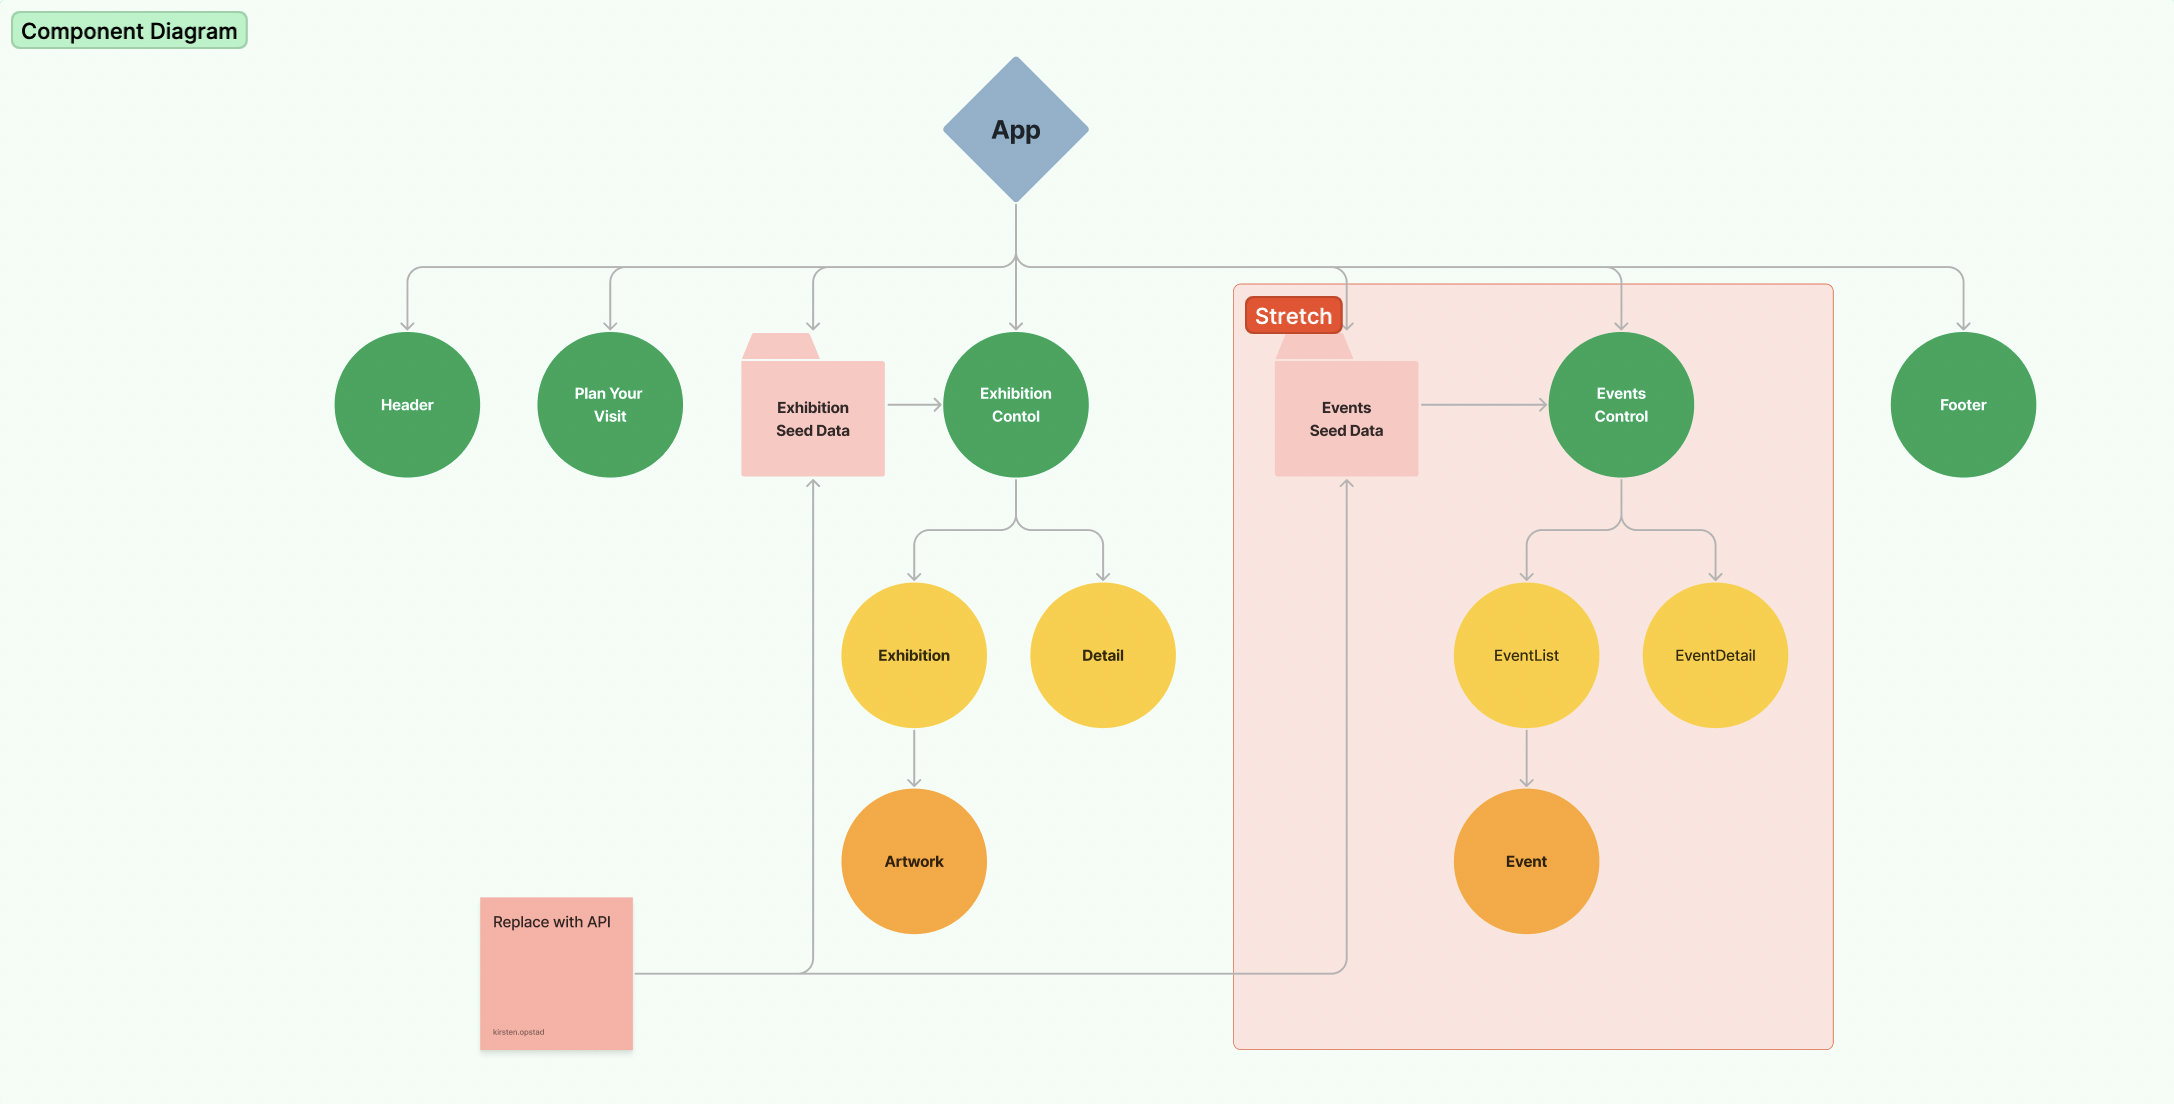 Component Diagram
App
Stretch
Header
Plan Your
Visit
Exhibition
Seed Data
Exhibition
Contol
Events
Seed Data
Events
Control
Footer
Exhibition
Detail
EventList
EventDetail
Artwork
Event
Replace with API
kirsten.opstad